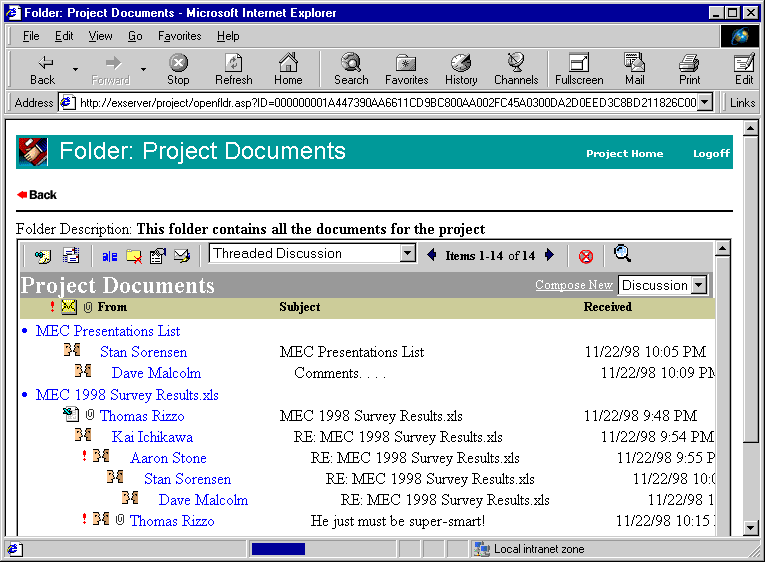 Folder: Project Documents - Microsoft Internet Explorer
File Edit View Go Favorites Help
Back Forward Stop Refresh Home Search Favorites History Channels Fullscreen Mail Print Edit
Address http://exserver/project/openfldr.asp?ID=000000001A447390AA6611CD9BC800AA002FC45A0300DA2D0EED3C8BD211826C00 Links
Folder: Project Documents Project Home Logoff
Back
Folder Description: This folder contains all the documents for the project
Threaded Discussion Items 1-14 of 14
Project Documents Compose New Discussion
! From Subject Received
MEC Presentations List
Stan Sorensen MEC Presentations List 11/22/98 10:05 PM
Dave Malcolm Comments. . . . 11/22/98 10:09 PM
MEC 1998 Survey Results.xls
Thomas Rizzo MEC 1998 Survey Results.xls 11/22/98 9:48 PM
Kai Ichikawa RE: MEC 1998 Survey Results.xls 11/22/98 9:54 PM
! Aaron Stone RE: MEC 1998 Survey Results.xls 11/22/98 9:55 P
Stan Sorensen RE: MEC 1998 Survey Results.xls 11/22/98 10:0
Dave Malcolm RE: MEC 1998 Survey Results.xls 11/22/98 1
! Thomas Rizzo He just must be super-smart! 11/22/98 10:15
Local intranet zone